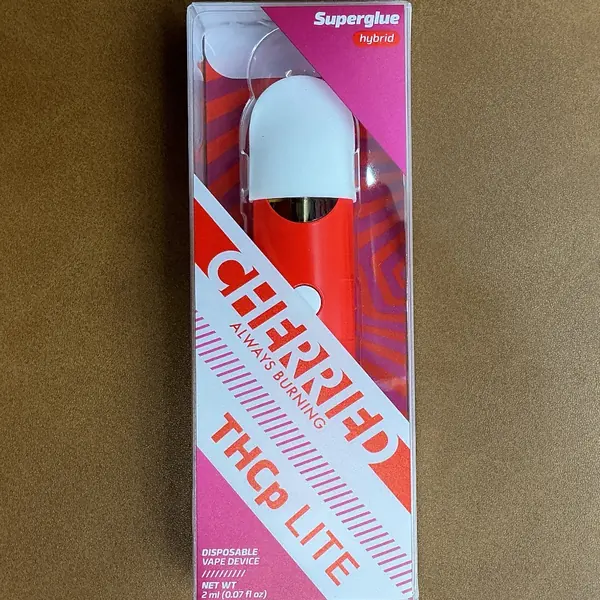 Superglue
hybrid
CHERRIED
ALWAYS BURNING
THCp LITE
DISPOSABLE
VAPE DEVICE
//////////
NET WT
2 ml (0.07 fl oz)